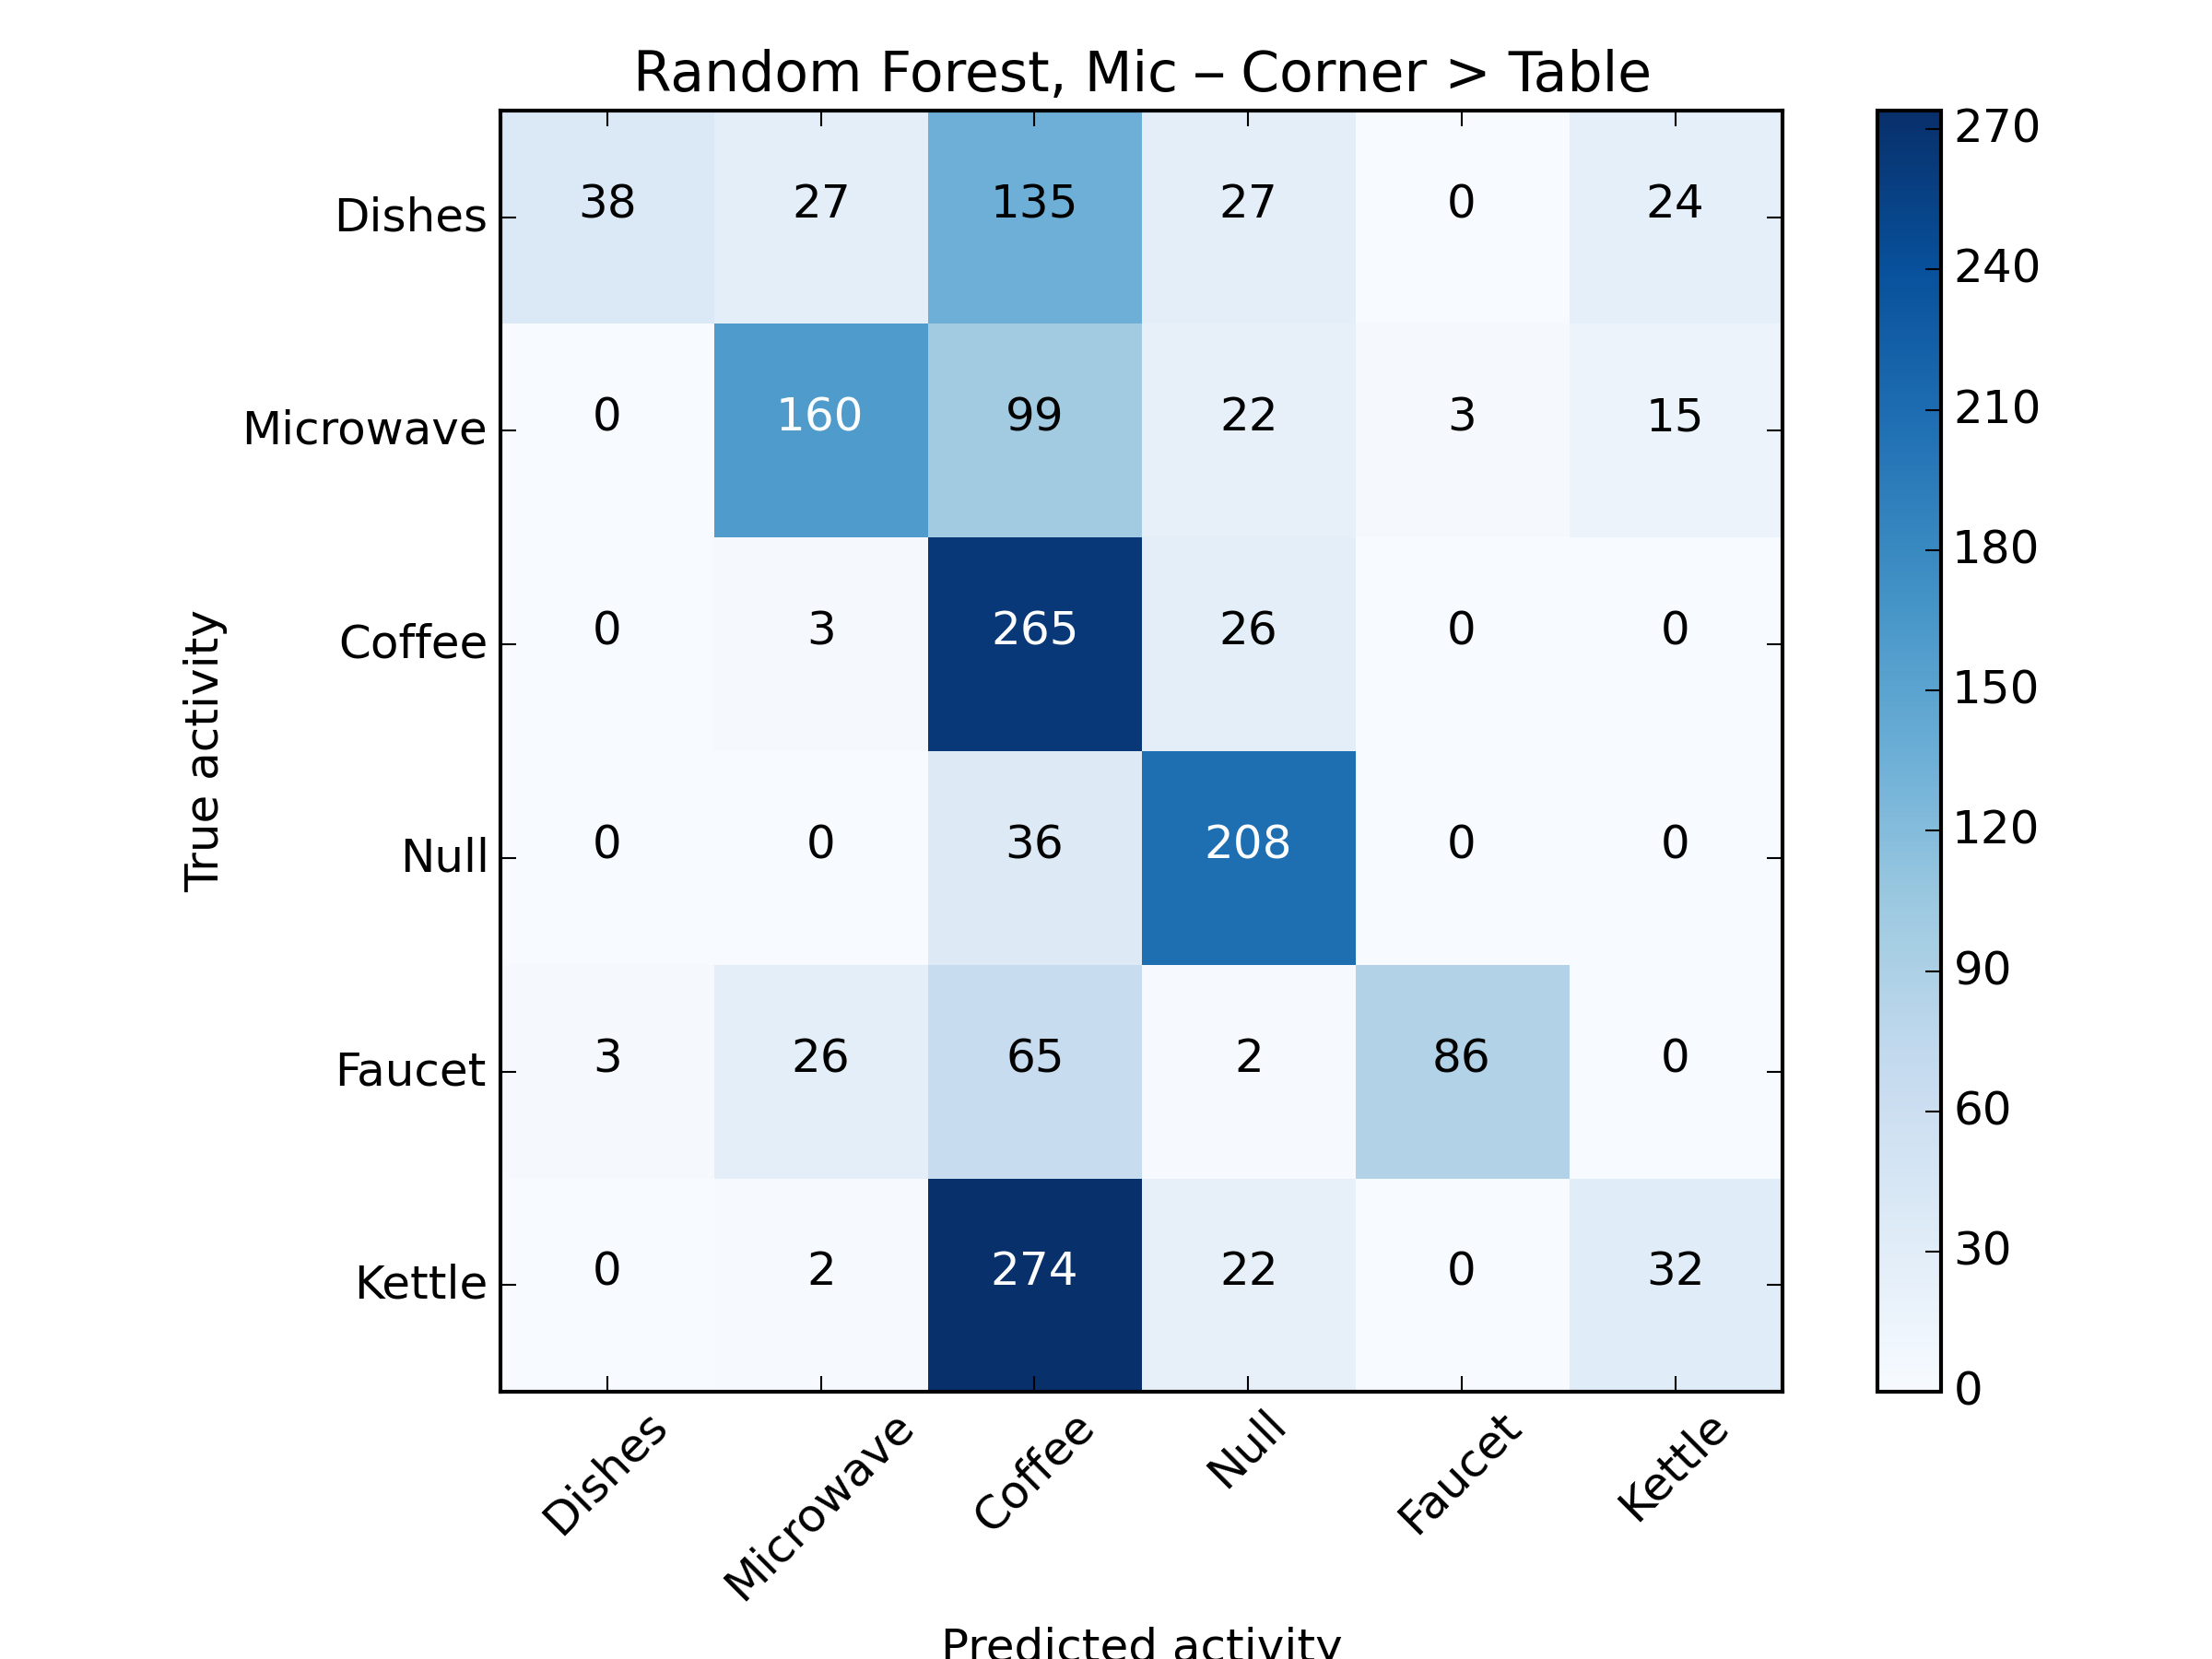 Random Forest, Mic – Corner > Table
270
Dishes 38 27 135 27 0 24
240
210
Microwave 0 160 99 22 3 15
180
Coffee 0 3 265 26 0 0
150
True activity
120
Null 0 0 36 208 0 0
90
Faucet 3 26 65 2 86 0
60
30
Kettle 0 2 274 22 0 32
0
Dishes Microwave Coffee Null Faucet Kettle
Predicted activity